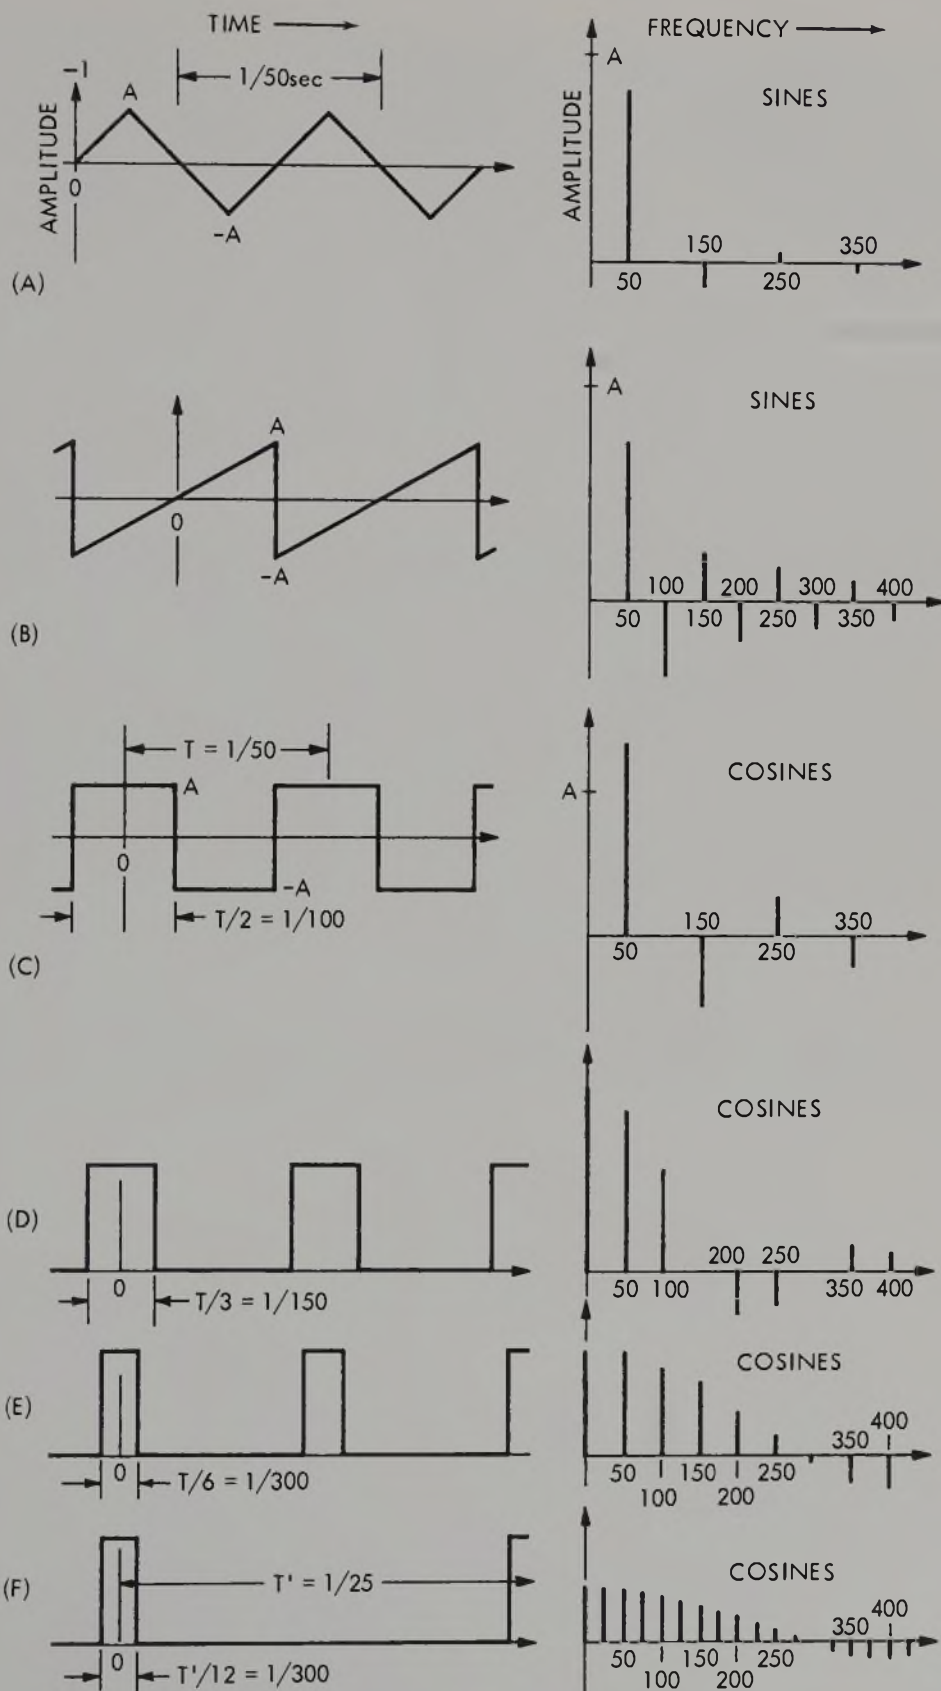 TIME
-1
A
1/50sec
AMPLITUDE
0
-A
(A)
FREQUENCY
A
SINES
AMPLITUDE
150
350
50
250
A
0
-A
(B)
A
SINES
100
200
300
400
50
150
250
350
T = 1/50
A
0
-A
T/2 = 1/100
(C)
COSINES
A
150
350
50
250
(D)
0
T/3 = 1/150
COSINES
200
250
50
100
350
400
(E)
0
T/6 = 1/300
COSINES
400
350
50
150
250
100
200
(F)
T' = 1/25
0
T'/12 = 1/300
COSINES
400
350
50
150
250
100
200